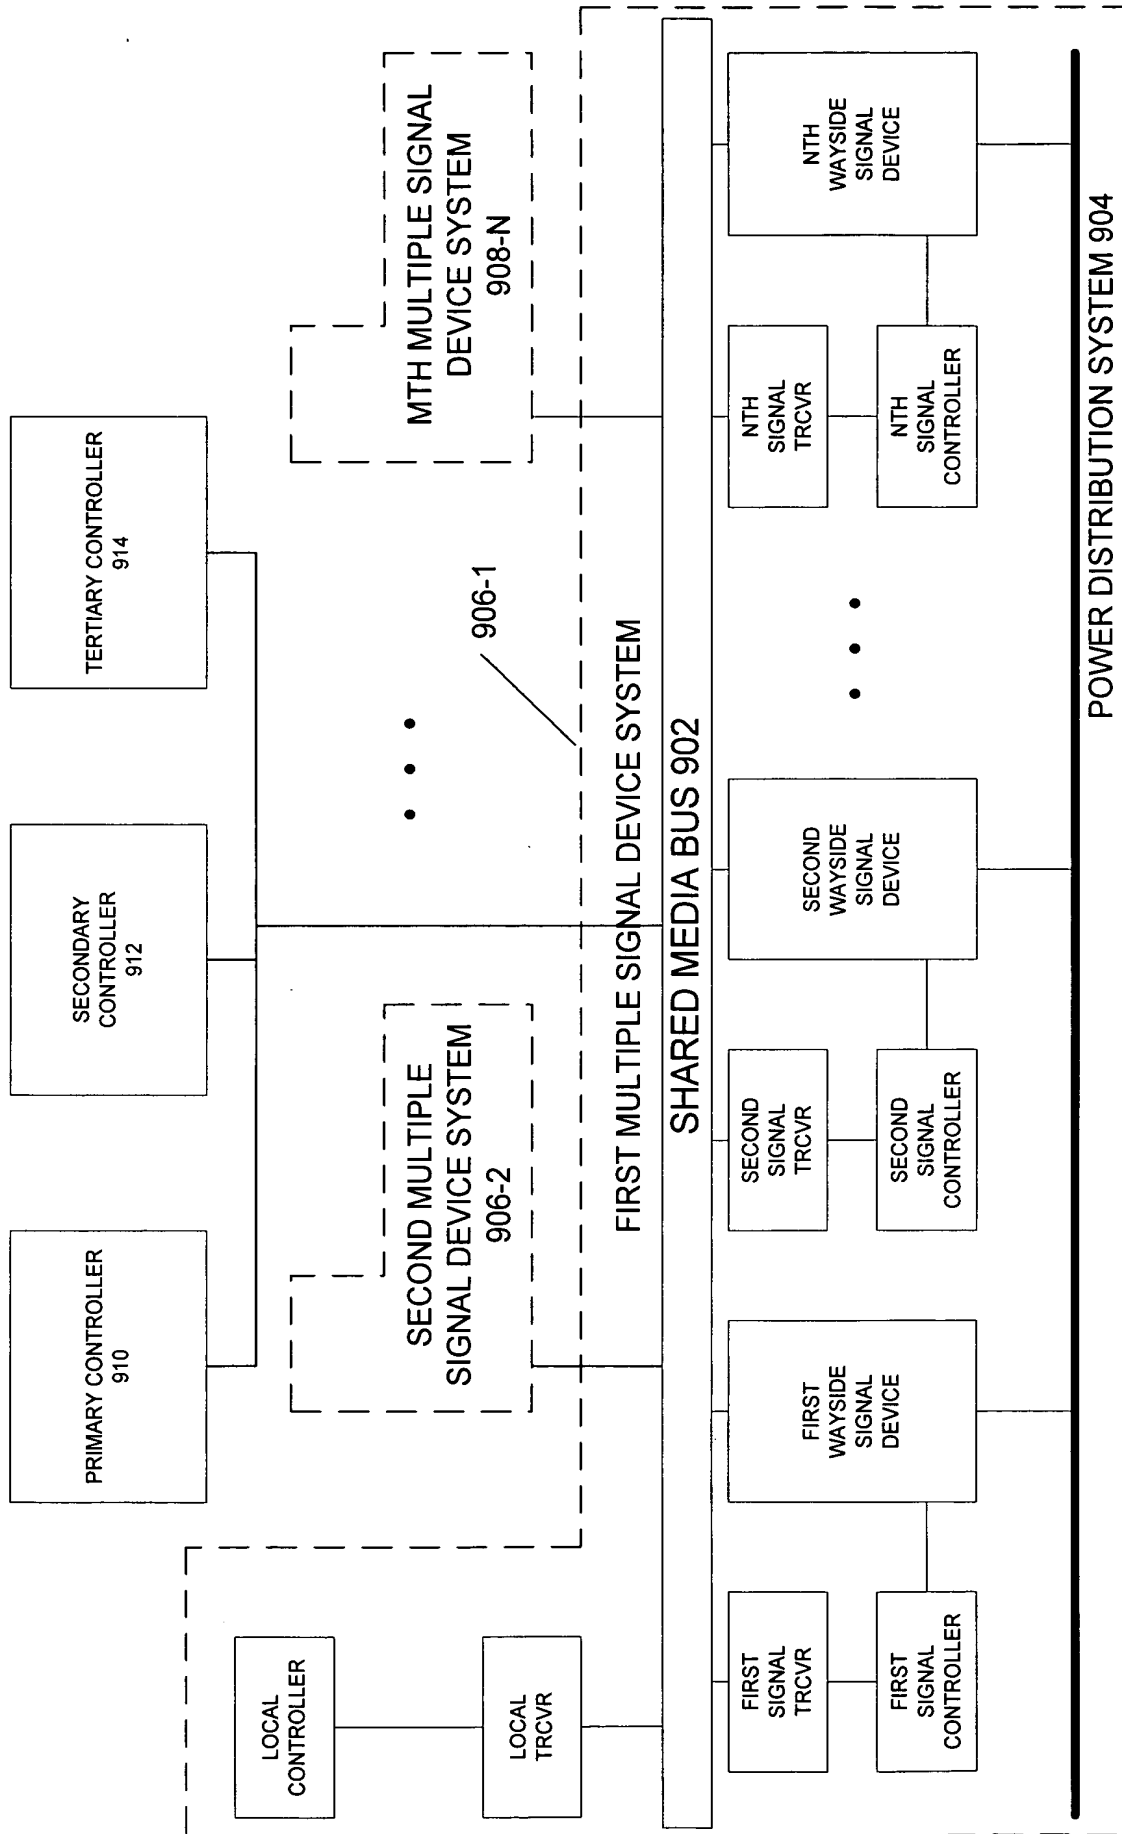 PRIMARY CONTROLLER
910
SECONDARY
CONTROLLER
912
TERTIARY CONTROLLER
914
LOCAL
CONTROLLER
LOCAL
TRCVR
SECOND MULTIPLE
SIGNAL DEVICE SYSTEM
906-2
MTH MULTIPLE SIGNAL
DEVICE SYSTEM
908-N
906-1
FIRST MULTIPLE SIGNAL DEVICE SYSTEM
SHARED MEDIA BUS 902
FIRST
SIGNAL
TRCVR
FIRST
SIGNAL
CONTROLLER
FIRST
WAYSIDE
SIGNAL
DEVICE
SECOND
SIGNAL
TRCVR
SECOND
SIGNAL
CONTROLLER
SECOND
WAYSIDE
SIGNAL
DEVICE
NTH
SIGNAL
TRCVR
NTH
SIGNAL
CONTROLLER
NTH
WAYSIDE
SIGNAL
DEVICE
POWER DISTRIBUTION SYSTEM 904